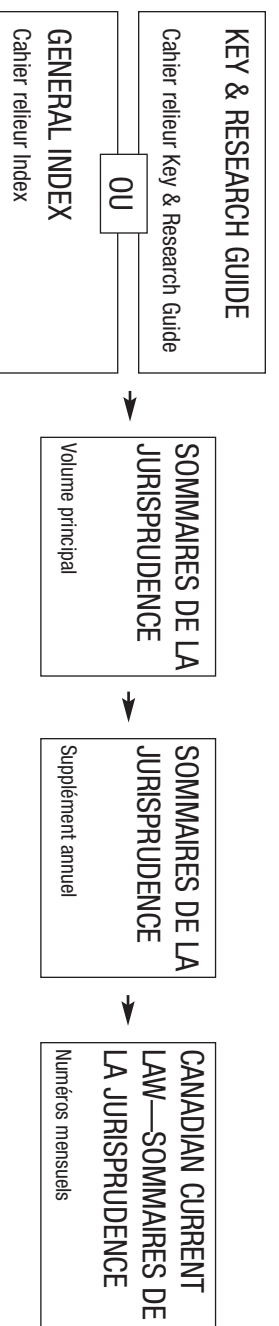 KEY & RESEARCH GUIDE
Cahier relieur Key & Research Guide
OU
GENERAL INDEX
Cahier relieur Index
SOMMAIRES DE LA
JURISPRUDENCE
Volume principal
SOMMAIRES DE LA
JURISPRUDENCE
Supplément annuel
CANADIAN CURRENT
LAW—SOMMAIRES DE
LA JURISPRUDENCE
Numéros mensuels